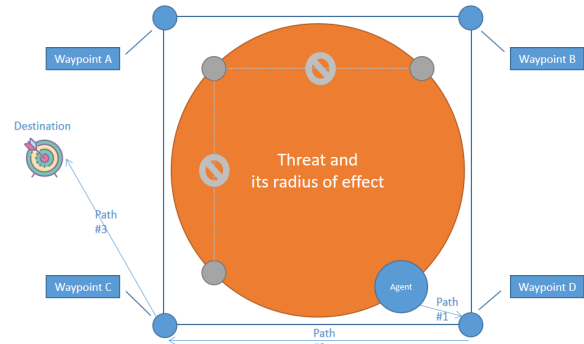 Waypoint A
Waypoint B
Destination
Threat and
its radius of effect
Path
#3
Waypoint C
Agent
Waypoint D
Path
#1
Path